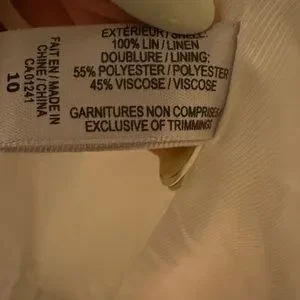 EXTÉRIEUR / SHELL:
100% LIN / LINEN
DOUBLURE / LINING:
55% POLYESTER / POLYESTER
45% VISCOSE / VISCOSE
GARNITURES NON COMPRISES
EXCLUSIVE OF TRIMMINGS
FAIT EN / MADE IN
CHINE / CHINA
CA01241
10